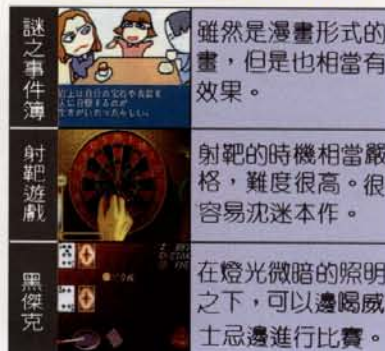 謎之事件簿
雖然是漫畫形式的
畫,但是也相當有
效果。
射靶遊戲
射靶的時機相當嚴
格,難度很高。很
容易沈迷本作。
黑傑克
在燈光微暗的照明
之下,可以邊喝威
士忌邊進行比賽。